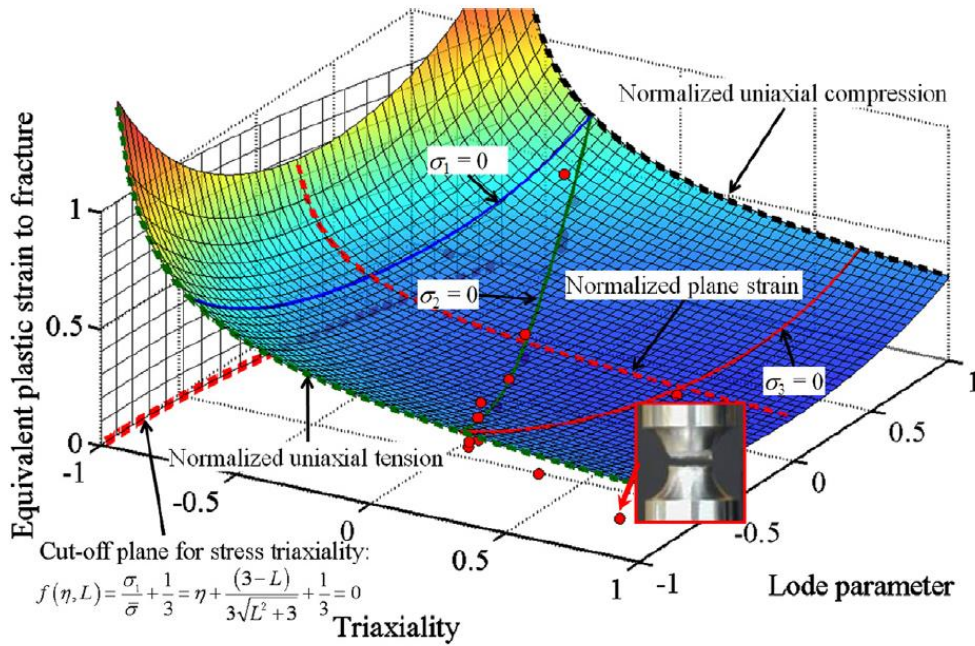 Normalized uniaxial compression
σ₁ = 0
Equivalent plastic strain to fracture
1
0.5
0
σ₂ = 0
Normalized plane strain
σ₃ = 0
1
0.5
0
-0.5
-1
Normalized uniaxial tension
-1
-0.5
0
0.5
1
Cut-off plane for stress triaxiality:
f(η, L) = σ₁/σ̅ + 1/3 = η + (3−L)/(3√(L²+3)) + 1/3 = 0
Triaxiality
Lode parameter